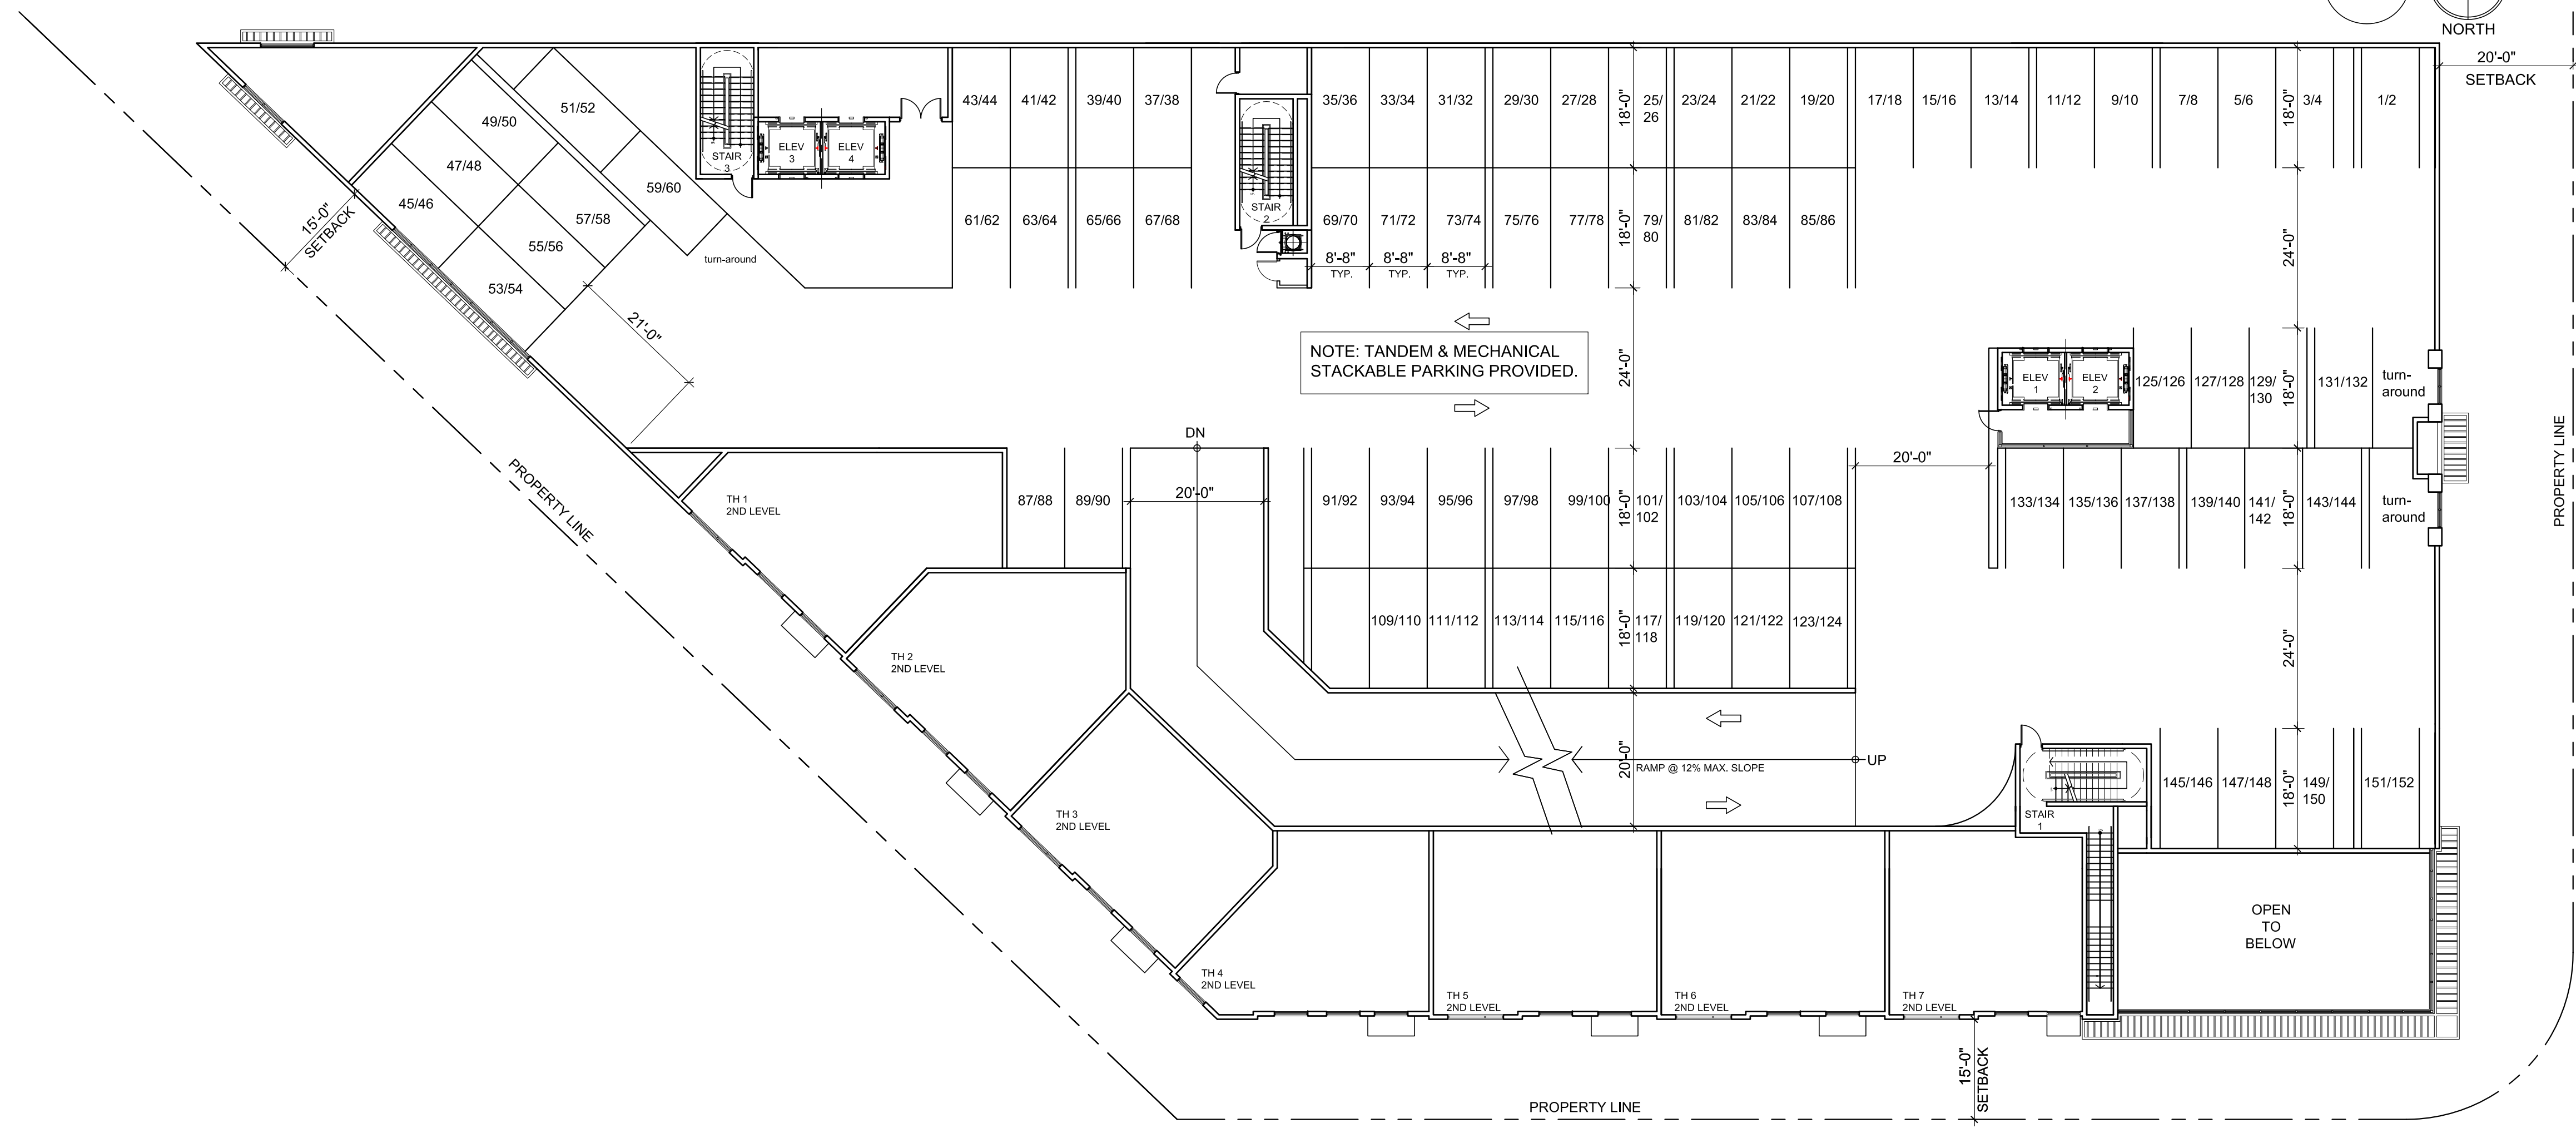 NORTH
20'-0"
SETBACK
51/52
49/50
47/48
45/46
59/60
57/58
55/56
53/54
turn-around
15'-0"
SETBACK
21'-0"
STAIR
3
ELEV
3
ELEV
4
43/44
41/42
39/40
37/38
61/62
63/64
65/66
67/68
STAIR
2
35/36
33/34
31/32
29/30
27/28
18'-0"
25/
26
23/24
21/22
19/20
17/18
15/16
13/14
11/12
9/10
7/8
5/6
18'-0"
3/4
1/2
69/70
71/72
73/74
75/76
77/78
18'-0"
79/
80
81/82
83/84
85/86
24'-0"
8'-8"
TYP.
8'-8"
TYP.
8'-8"
TYP.
NOTE: TANDEM & MECHANICAL
STACKABLE PARKING PROVIDED.
24'-0"
ELEV
1
ELEV
2
125/126
127/128
129/
130
18'-0"
131/132
turn-
around
DN
20'-0"
20'-0"
PROPERTY LINE
PROPERTY LINE
TH 1
2ND LEVEL
87/88
89/90
91/92
93/94
95/96
97/98
99/100
18'-0"
101/
102
103/104
105/106
107/108
133/134
135/136
137/138
139/140
141/
142
18'-0"
143/144
turn-
around
109/110
111/112
113/114
115/116
18'-0"
117/
118
119/120
121/122
123/124
24'-0"
TH 2
2ND LEVEL
20'-0"
RAMP @ 12% MAX. SLOPE
UP
145/146
147/148
18'-0"
149/
150
151/152
STAIR
1
TH 3
2ND LEVEL
OPEN
TO
BELOW
TH 4
2ND LEVEL
TH 5
2ND LEVEL
TH 6
2ND LEVEL
TH 7
2ND LEVEL
15'-0"
SETBACK
PROPERTY LINE